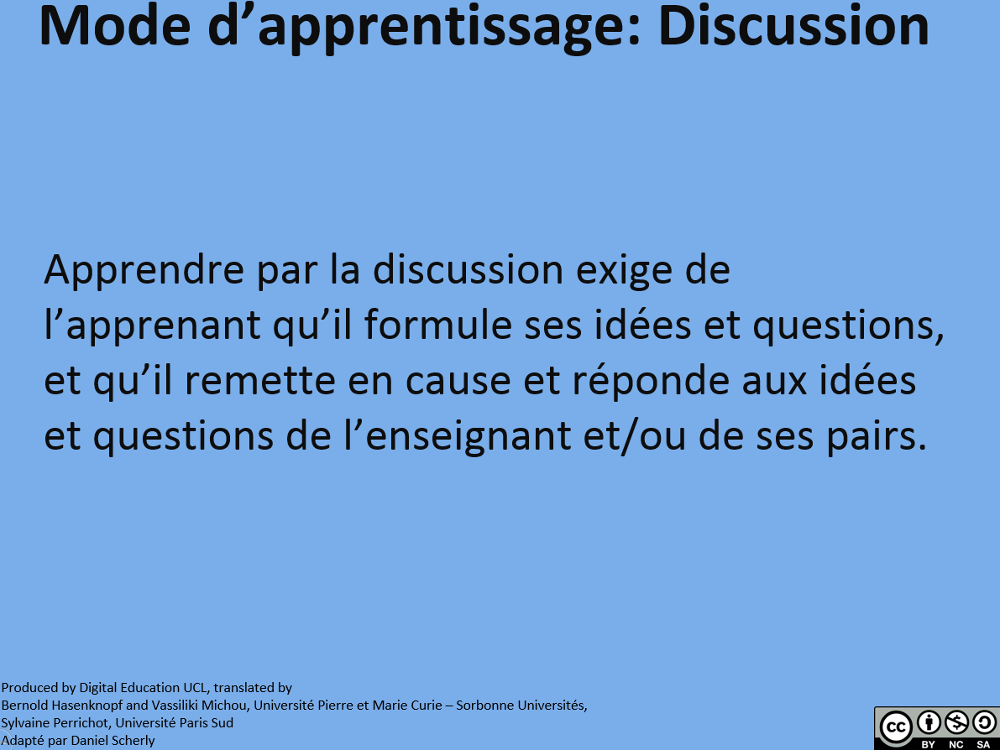 Mode d’apprentissage: Discussion
Apprendre par la discussion exige de
l’apprenant qu’il formule ses idées et questions,
et qu’il remette en cause et réponde aux idées
et questions de l’enseignant et/ou de ses pairs.
Produced by Digital Education UCL, translated by
Bernold Hasenknopf and Vassiliki Michou, Université Pierre et Marie Curie – Sorbonne Universités,
Sylvaine Perrichot, Université Paris Sud
Adapté par Daniel Scherly
cc
BY NC SA